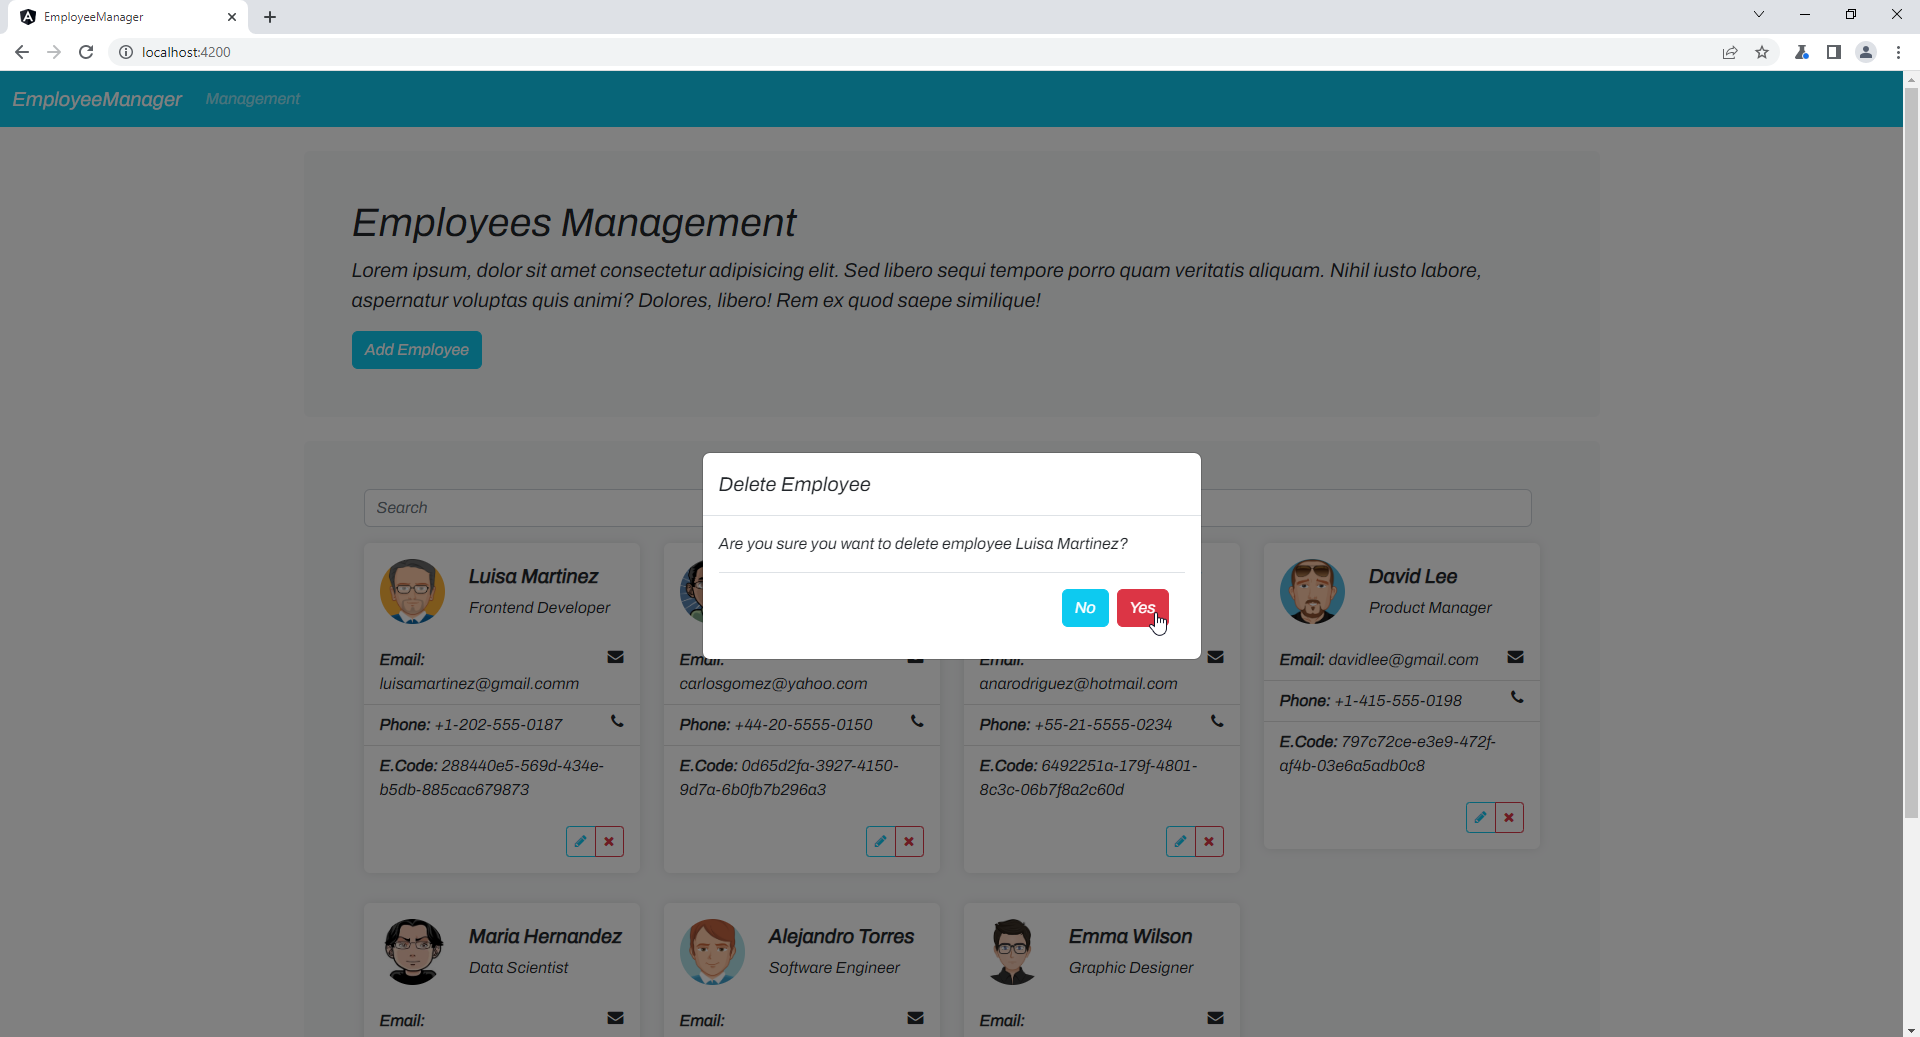 EmployeeManager
localhost:4200
EmployeeManager Management
Employees Management
Lorem ipsum, dolor sit amet consectetur adipisicing elit. Sed libero sequi tempore porro quam veritatis aliquam. Nihil iusto labore,
aspernatur voluptas quis animi? Dolores, libero! Rem ex quod saepe similique!
Add Employee
Search
Delete Employee
Are you sure you want to delete employee Luisa Martinez?
No Yes
Luisa Martinez
Frontend Developer
Email:
luisamartinez@gmail.comm
Phone: +1-202-555-0187
E.Code: 288440e5-569d-434e-
b5db-885cac679873
Email:
carlosgomez@yahoo.com
Phone: +44-20-5555-0150
E.Code: 0d65d2fa-3927-4150-
9d7a-6b0fb7b296a3
Email:
anarodriguez@hotmail.com
Phone: +55-21-5555-0234
E.Code: 6492251a-179f-4801-
8c3c-06b7f8a2c60d
David Lee
Product Manager
Email: davidlee@gmail.com
Phone: +1-415-555-0198
E.Code: 797c72ce-e3e9-472f-
af4b-03e6a5adb0c8
Maria Hernandez
Data Scientist
Email:
Alejandro Torres
Software Engineer
Email:
Emma Wilson
Graphic Designer
Email: